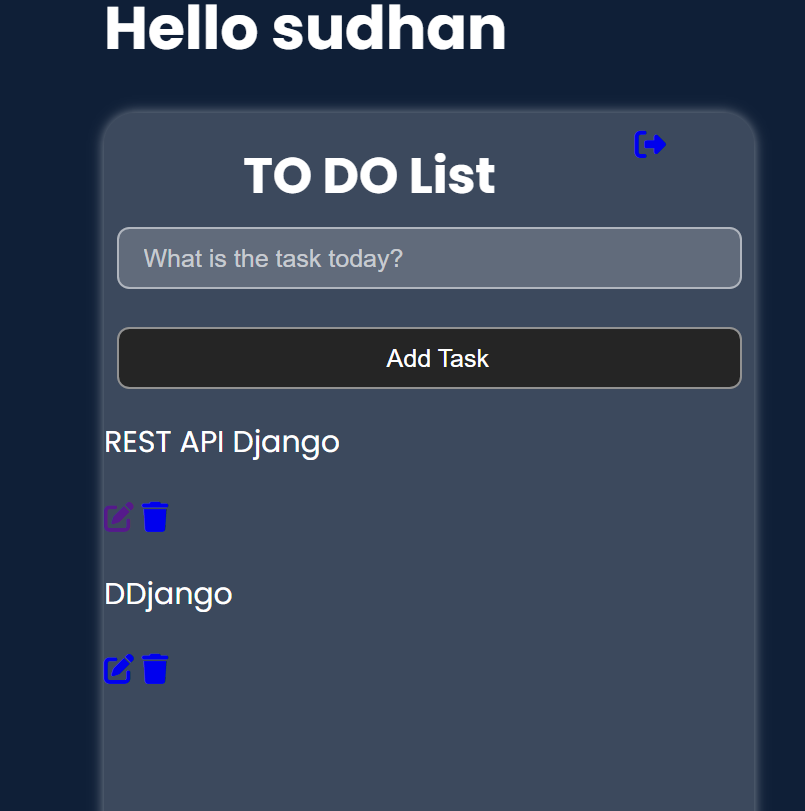 Hello sudhan
TO DO List
What is the task today?
Add Task
REST API Django
DDjango